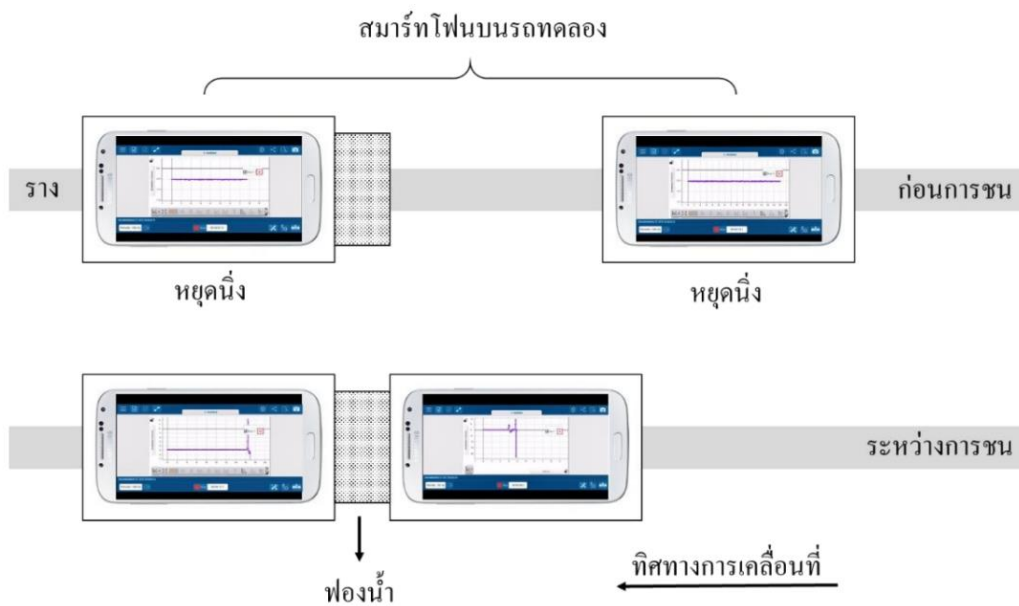 สมาร์ทโฟนบนรถทดลอง
ราง
ก่อนการชน
หยุดนิ่ง
หยุดนิ่ง
ระหว่างการชน
ทิศทางการเคลื่อนที่
ฟองน้ำ